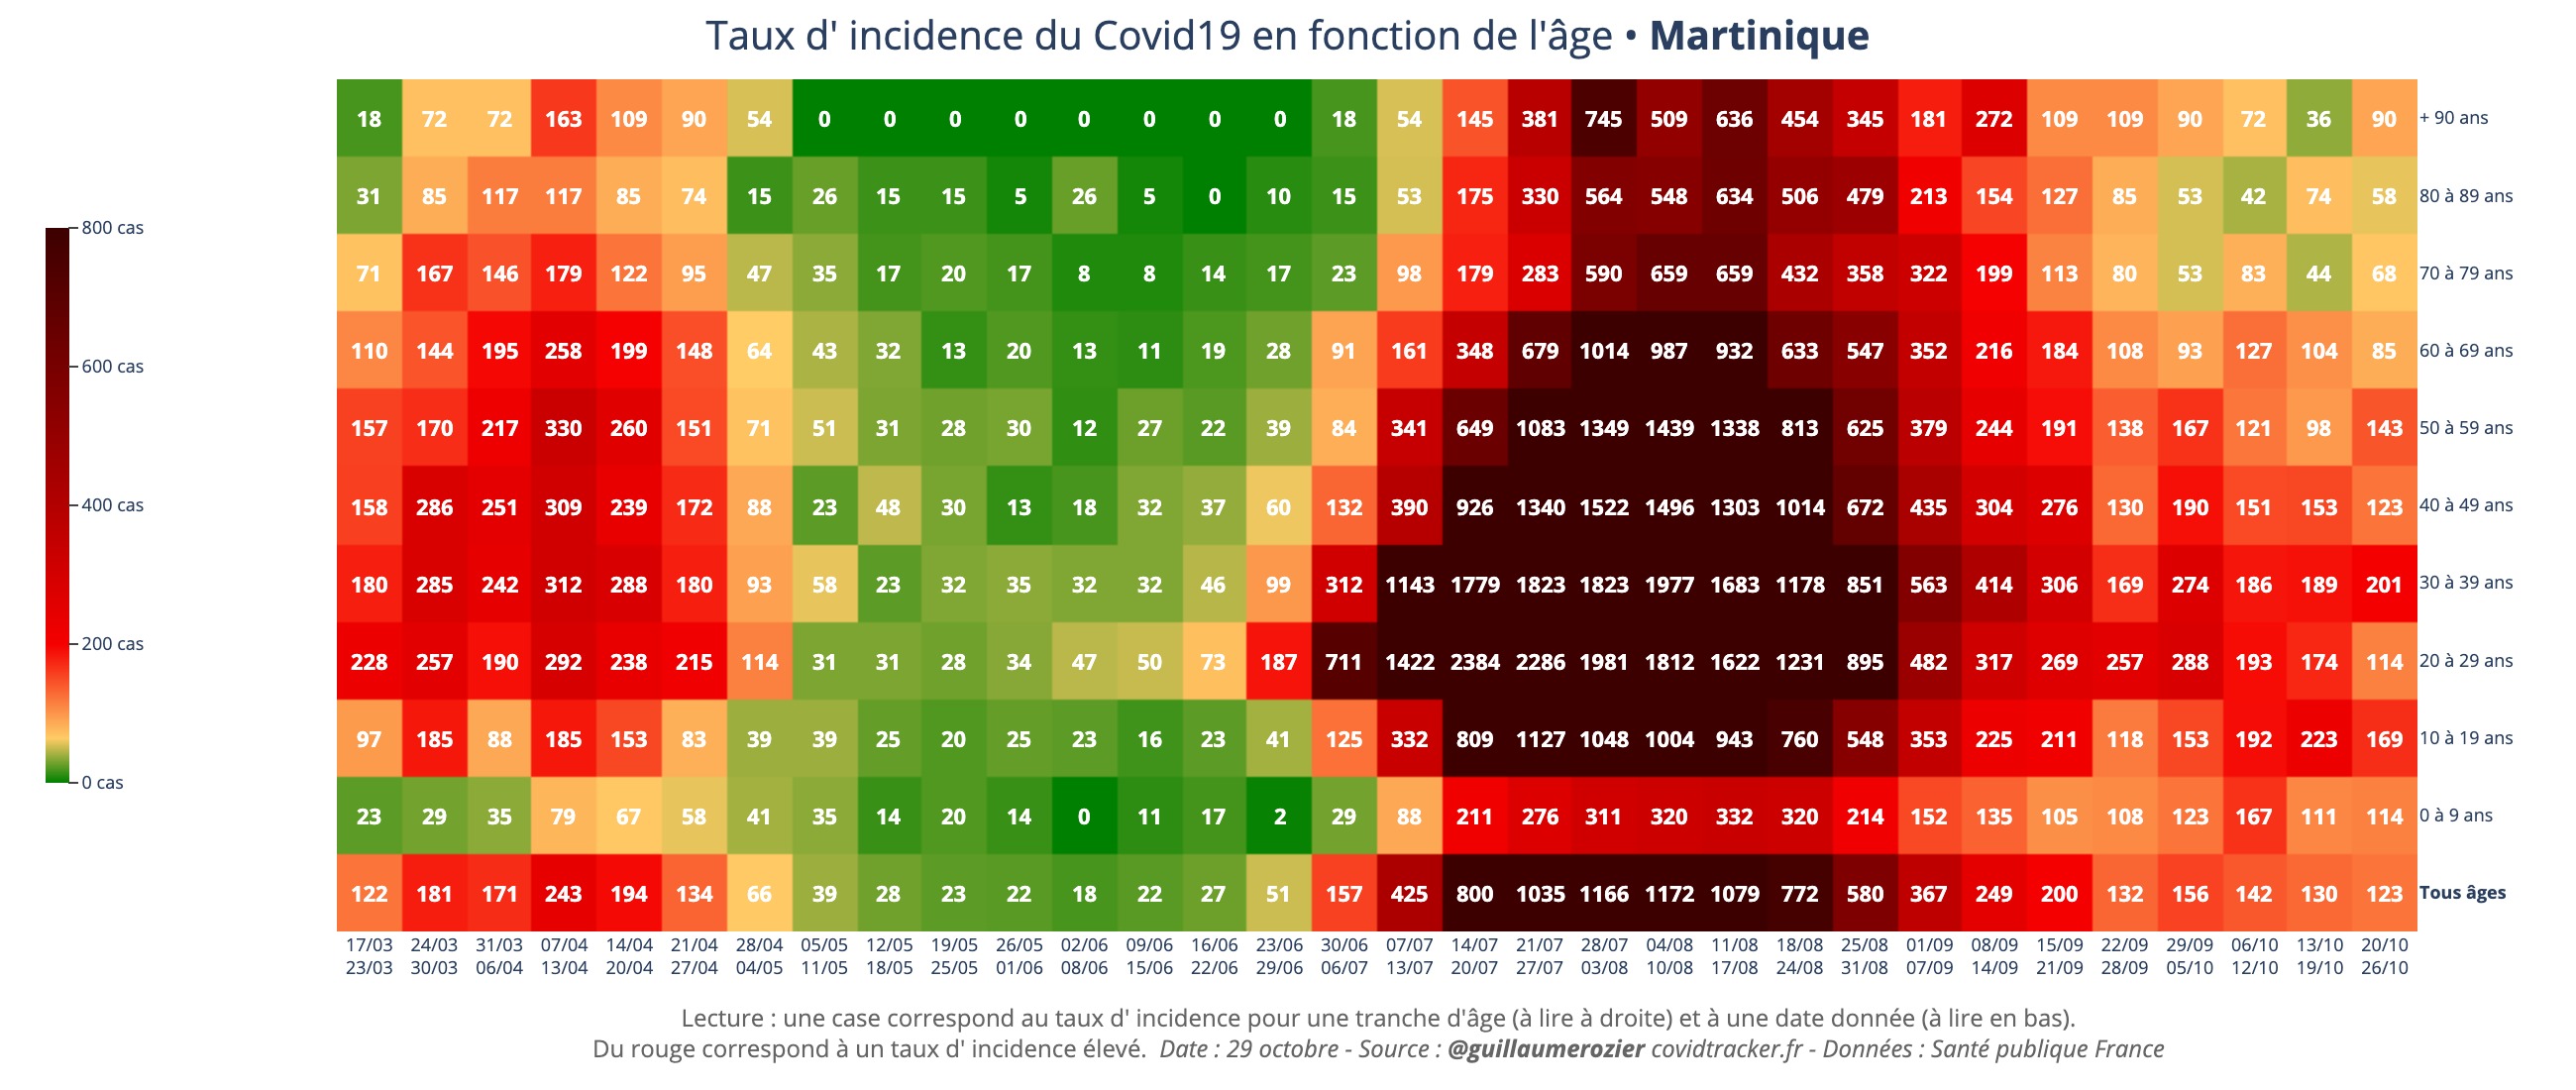 Taux d' incidence du Covid19 en fonction de l'âge • Martinique
18 72 72 163 109 90 54 0 0 0 0 0 0 0 0 18 54 145 381 745 509 636 454 345 181 272 109 109 90 72 36 90 + 90 ans
31 85 117 117 85 74 15 26 15 15 5 26 5 0 10 15 53 175 330 564 548 634 506 479 213 154 127 85 53 42 74 58 80 à 89 ans
800 cas
71 167 146 179 122 95 47 35 17 20 17 8 8 14 17 23 98 179 283 590 659 659 432 358 322 199 113 80 53 83 44 68 70 à 79 ans
110 144 195 258 199 148 64 43 32 13 20 13 11 19 28 91 161 348 679 1014 987 932 633 547 352 216 184 108 93 127 104 85 60 à 69 ans
600 cas
157 170 217 330 260 151 71 51 31 28 30 12 27 22 39 84 341 649 1083 1349 1439 1338 813 625 379 244 191 138 167 121 98 143 50 à 59 ans
400 cas
158 286 251 309 239 172 88 23 48 30 13 18 32 37 60 132 390 926 1340 1522 1496 1303 1014 672 435 304 276 130 190 151 153 123 40 à 49 ans
180 285 242 312 288 180 93 58 23 32 35 32 32 46 99 312 1143 1779 1823 1823 1977 1683 1178 851 563 414 306 169 274 186 189 201 30 à 39 ans
200 cas
228 257 190 292 238 215 114 31 31 28 34 47 50 73 187 711 1422 2384 2286 1981 1812 1622 1231 895 482 317 269 257 288 193 174 114 20 à 29 ans
97 185 88 185 153 83 39 39 25 20 25 23 16 23 41 125 332 809 1127 1048 1004 943 760 548 353 225 211 118 153 192 223 169 10 à 19 ans
0 cas
23 29 35 79 67 58 41 35 14 20 14 0 11 17 2 29 88 211 276 311 320 332 320 214 152 135 105 108 123 167 111 114 0 à 9 ans
122 181 171 243 194 134 66 39 28 23 22 18 22 27 51 157 425 800 1035 1166 1172 1079 772 580 367 249 200 132 156 142 130 123 Tous âges
17/03 24/03 31/03 07/04 14/04 21/04 28/04 05/05 12/05 19/05 26/05 02/06 09/06 16/06 23/06 30/06 07/07 14/07 21/07 28/07 04/08 11/08 18/08 25/08 01/09 08/09 15/09 22/09 29/09 06/10 13/10 20/10
23/03 30/03 06/04 13/04 20/04 27/04 04/05 11/05 18/05 25/05 01/06 08/06 15/06 22/06 29/06 06/07 13/07 20/07 27/07 03/08 10/08 17/08 24/08 31/08 07/09 14/09 21/09 28/09 05/10 12/10 19/10 26/10
Lecture : une case correspond au taux d' incidence pour une tranche d'âge (à lire à droite) et à une date donnée (à lire en bas).
Du rouge correspond à un taux d' incidence élevé. Date : 29 octobre - Source : @guillaumerozier covidtracker.fr - Données : Santé publique France